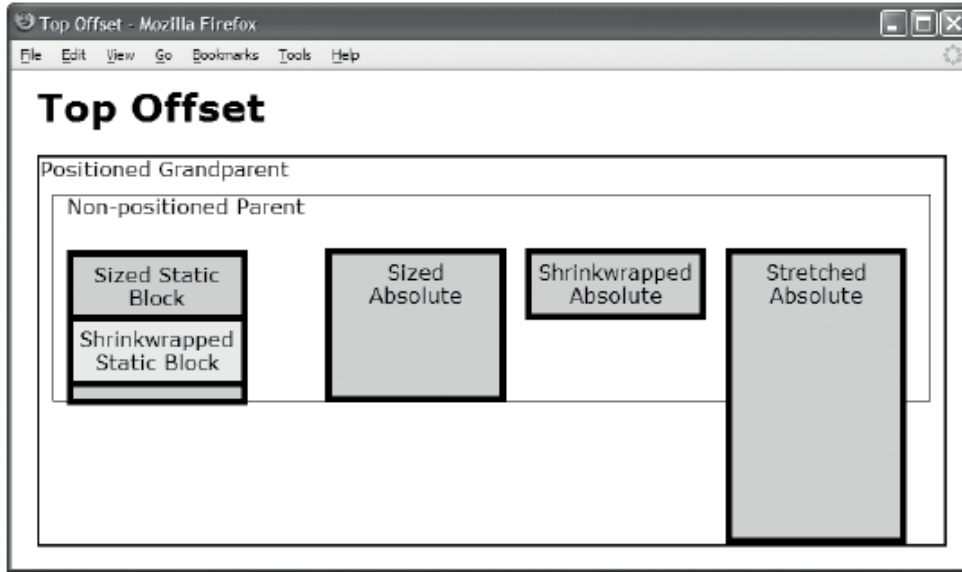 Top Offset - Mozilla Firefox
File Edit View Go Bookmarks Tools Help
Top Offset
Positioned Grandparent
Non-positioned Parent
Sized Static
Block
Shrinkwrapped
Static Block
Sized
Absolute
Shrinkwrapped
Absolute
Stretched
Absolute